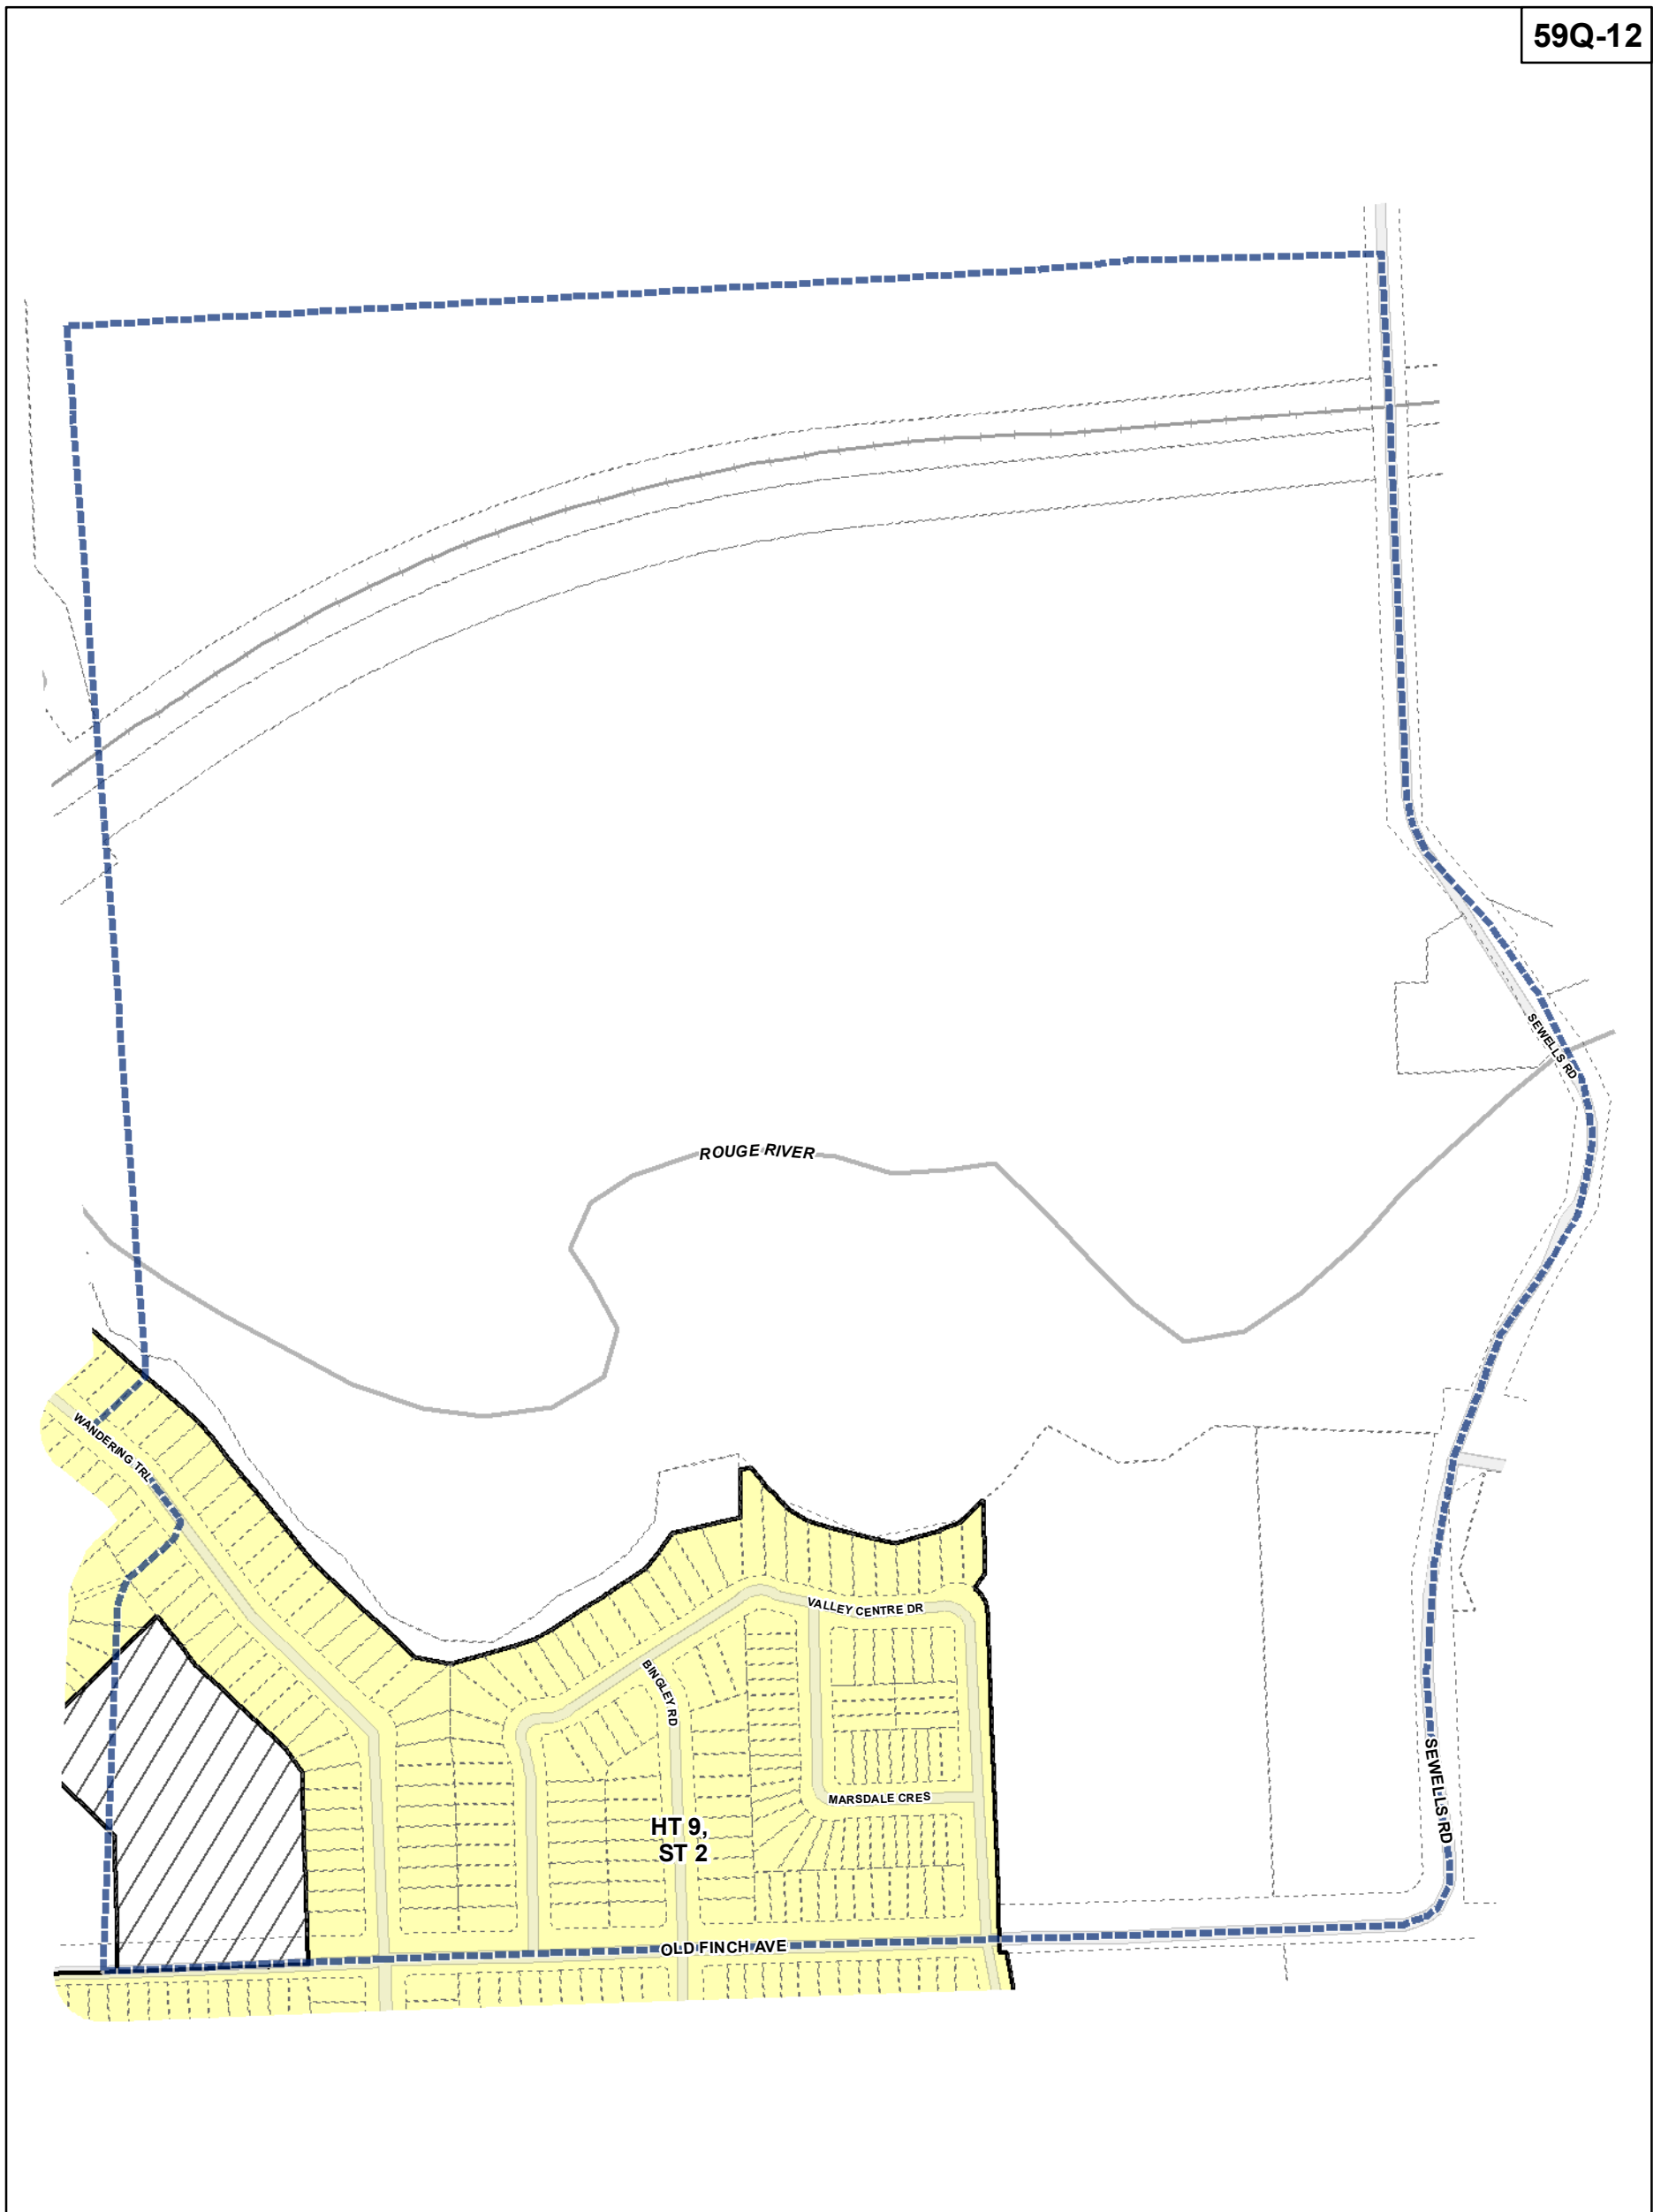 59Q-12
SEWELLS RD
ROUGE RIVER
WANDERING TRL
VALLEY CENTRE DR
BINGLEY RD
MARSDALE CRES
SEWELLS RD
HT 9,
ST 2
OLD FINCH AVE